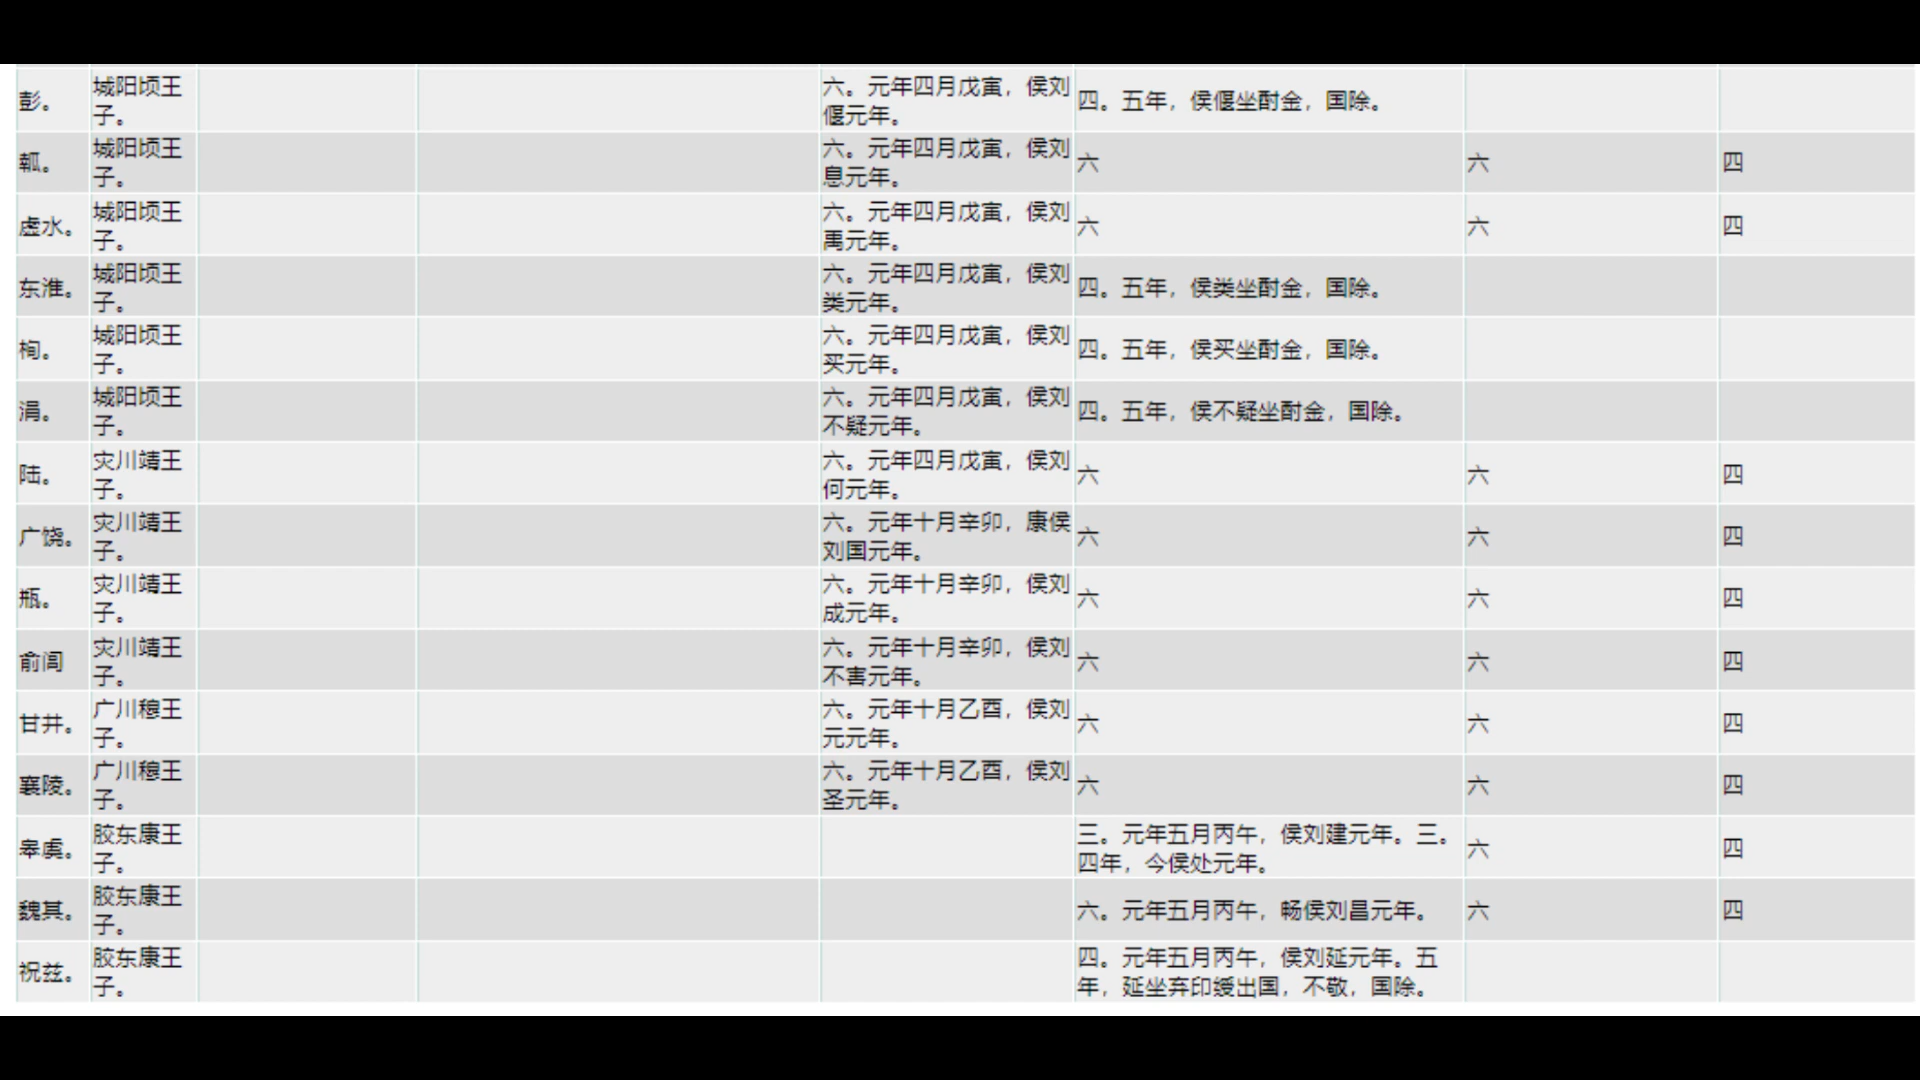 彭。 城阳顷王子。 六。元年四月戊寅，侯刘偃元年。 四。五年，侯偃坐酎金，国除。
瓡。 城阳顷王子。 六。元年四月戊寅，侯刘息元年。 六 六 四
虚水。 城阳顷王子。 六。元年四月戊寅，侯刘禹元年。 六 六 四
东淮。 城阳顷王子。 六。元年四月戊寅，侯刘类元年。 四。五年，侯类坐酎金，国除。
栒。 城阳顷王子。 六。元年四月戊寅，侯刘买元年。 四。五年，侯买坐酎金，国除。
涓。 城阳顷王子。 六。元年四月戊寅，侯刘不疑元年。 四。五年，侯不疑坐酎金，国除。
陆。 灾川靖王子。 六。元年四月戊寅，侯刘何元年。 六 六 四
广饶。 灾川靖王子。 六。元年十月辛卯，康侯刘国元年。 六 六 四
瓶。 灾川靖王子。 六。元年十月辛卯，侯刘成元年。 六 六 四
俞闾 灾川靖王子。 六。元年十月辛卯，侯刘不害元年。 六 六 四
甘井。 广川穆王子。 六。元年十月乙酉，侯刘元元年。 六 六 四
襄陵。 广川穆王子。 六。元年十月乙酉，侯刘圣元年。 六 六 四
皋虞。 胶东康王子。 三。元年五月丙午，侯刘建元年。三。四年，今侯处元年。 六 四
魏其。 胶东康王子。 六。元年五月丙午，畅侯刘昌元年。 六 四
祝兹。 胶东康王子。 四。元年五月丙午，侯刘延元年。五年，延坐弃印绶出国，不敬，国除。